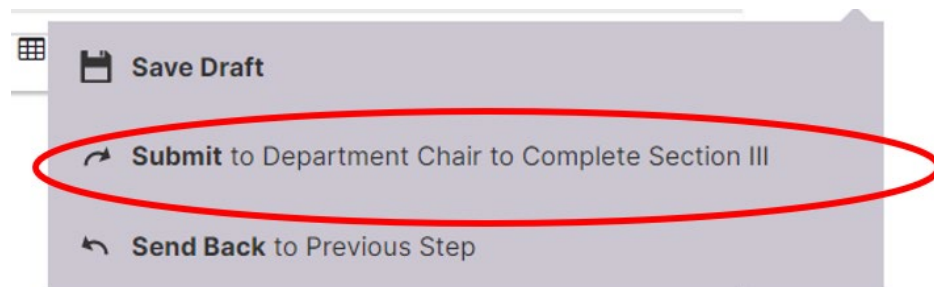 Save Draft
Submit to Department Chair to Complete Section III
Send Back to Previous Step